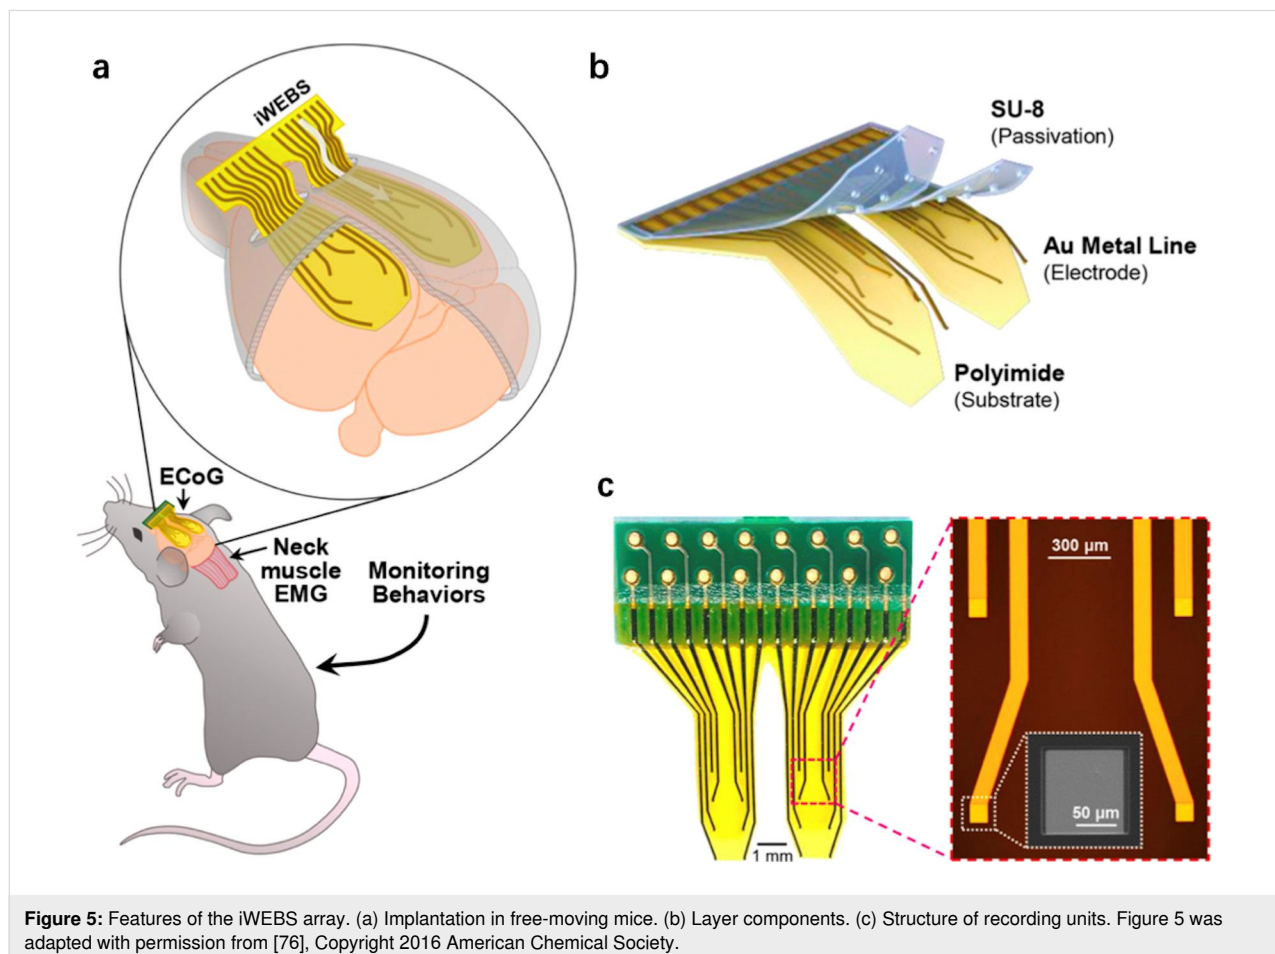 a
iWEBS
ECoG
Neck
muscle
EMG
Monitoring
Behaviors
b
SU-8
(Passivation)
Au Metal Line
(Electrode)
Polyimide
(Substrate)
c
1 mm
300 µm
50 µm
Figure 5: Features of the iWEBS array. (a) Implantation in free-moving mice. (b) Layer components. (c) Structure of recording units. Figure 5 was
adapted with permission from [76], Copyright 2016 American Chemical Society.